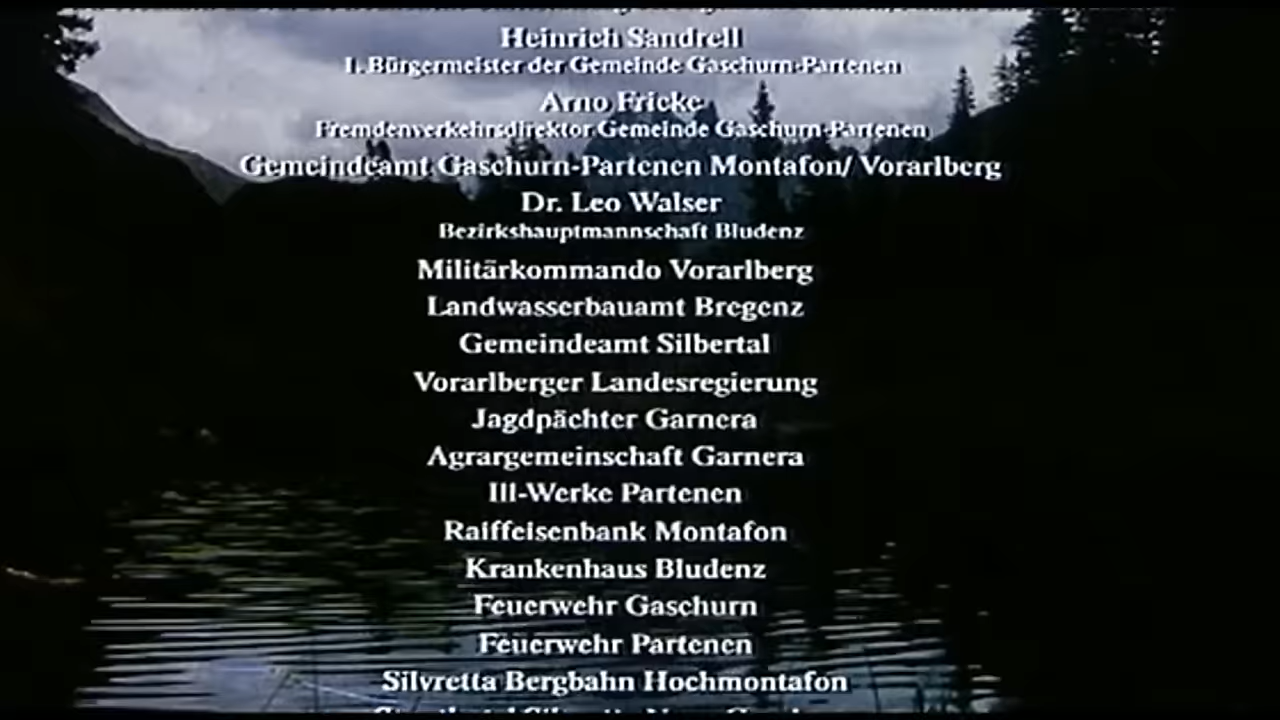 Heinrich Sandrell
1. Bürgermeister der Gemeinde Gaschurn-Partenen
Arno Fricke
Fremdenverkehrsdirektor Gemeinde Gaschurn-Partenen
Gemeindeamt Gaschurn-Partenen Montafon/ Vorarlberg
Dr. Leo Walser
Bezirkshauptmannschaft Bludenz
Militärkommando Vorarlberg
Landwasserbauamt Bregenz
Gemeindeamt Silbertal
Vorarlberger Landesregierung
Jagdpächter Garnera
Agrargemeinschaft Garnera
Ill-Werke Partenen
Raiffeisenbank Montafon
Krankenhaus Bludenz
Feuerwehr Gaschurn
Feuerwehr Partenen
Silvretta Bergbahn Hochmontafon